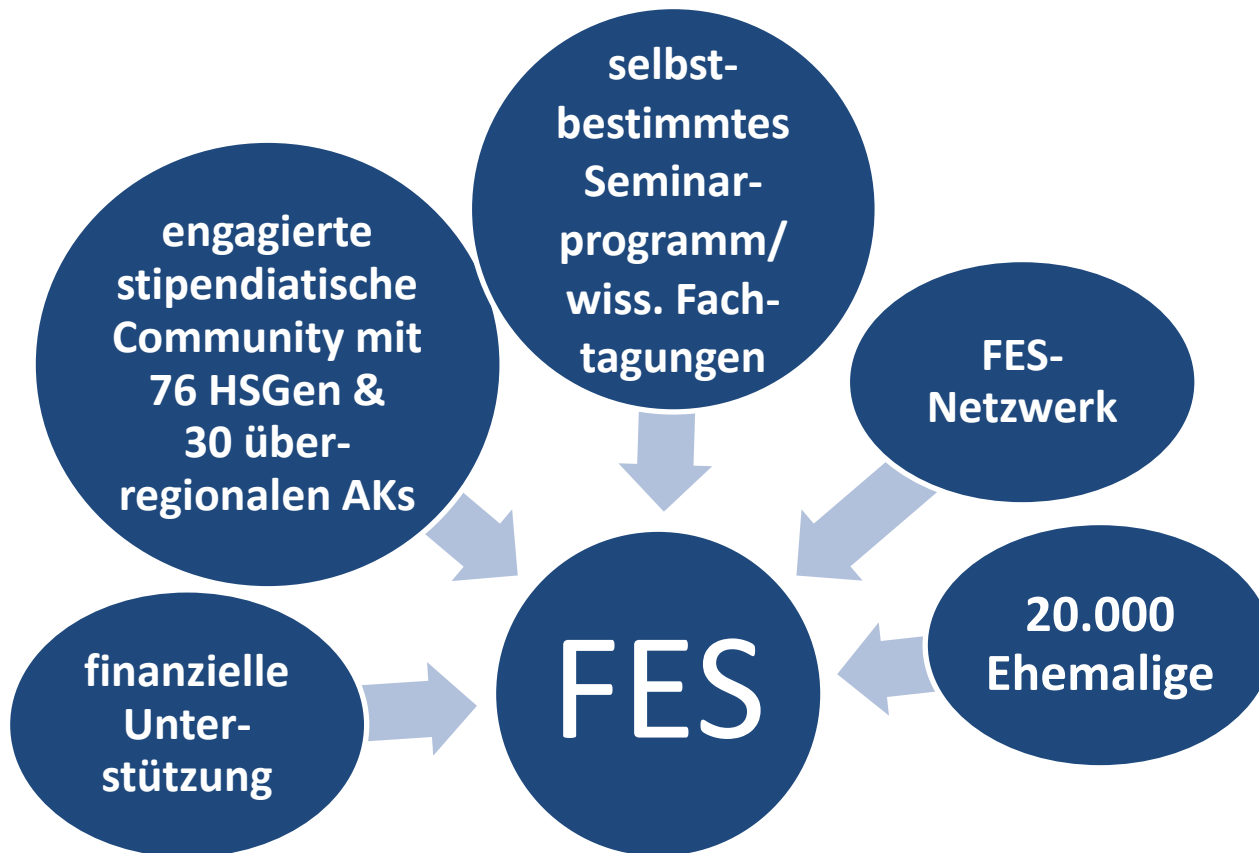 selbst-
bestimmtes
Seminar-
programm/
wiss. Fach-
tagungen
engagierte
stipendiatische
Community mit
76 HSGen &
30 über-
regionalen AKs
FES-
Netzwerk
20.000
Ehemalige
finanzielle
Unter-
stützung
FES